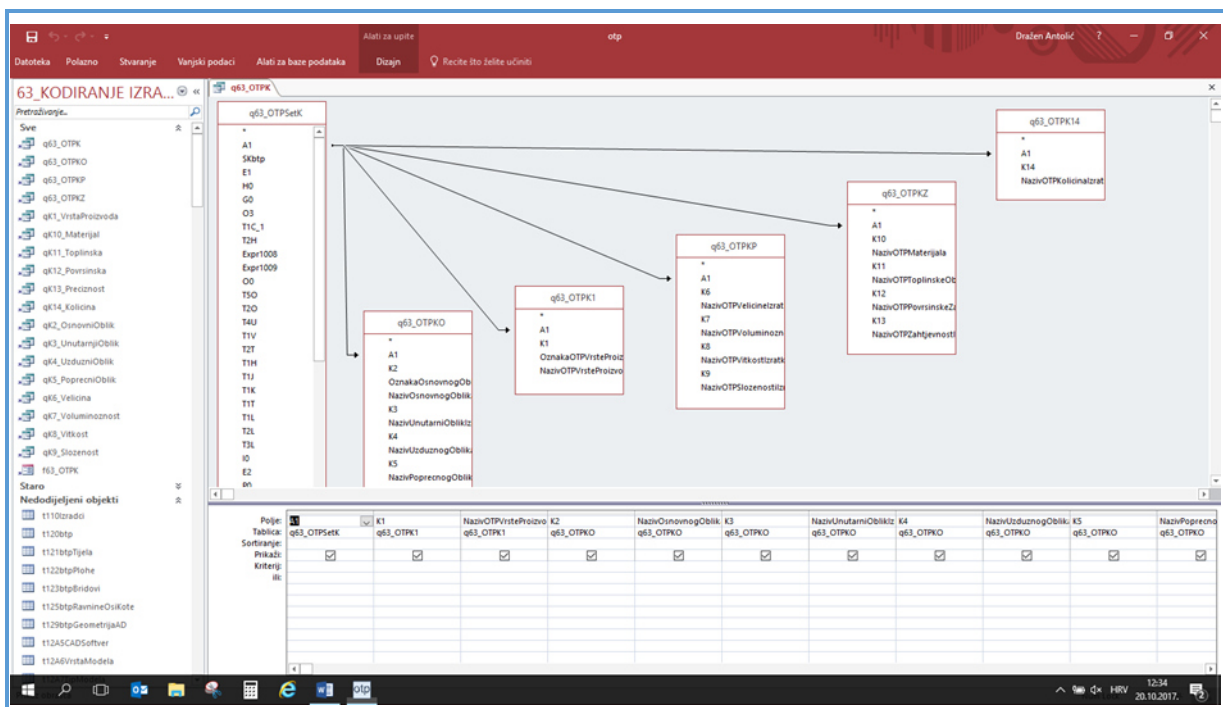 Alati za upite
otp
Dražen Antolić
?
Datoteka Polazno Stvaranje Vanjski podaci Alati za baze podataka Dizajn Recite što želite učiniti
63_KODIRANJE IZRA...
Pretraživanje...
Sve
q63_OTPK
q63_OTPKO
q63_OTPKP
q63_OTPKZ
qK1_VrstaProizvoda
qK10_Materijal
qK11_Toplinska
qK12_Povrsinska
qK13_Preciznost
qK14_Kolicina
qK2_OsnovniOblik
qK3_UnutarnjiOblik
qK4_UzduzniOblik
qK5_PoprecniOblik
qK6_Velicina
qK7_Voluminoznost
qK8_Vitkost
qK9_Slozenost
f63_OTPK
Staro
Nedodijeljeni objekti
t110Izradci
t120btp
t121btpTijela
t122btpPlohe
t123btpBridovi
t125btpRavnineOsiKote
t129btpGeometrijaAD
t12A5CADSoftver
t12A6VrstaModela
q63_OTPK
q63_OTPSetK
*
A1
SKbtp
E1
H0
G0
O3
T1C_1
T2H
Expr1008
Expr1009
O0
T5O
T2O
T4U
T1V
T2T
T1H
T1J
T1K
T1T
T1L
T2L
T3L
I0
E2
P0
q63_OTPKO
*
A1
K2
OznakaOsnovnogOb
NazivOsnovnogOblik
K3
NazivUnutarniOblikIz
K4
NazivUzduznogOblik
K5
NazivPoprecnogOblik
q63_OTPK1
*
A1
K1
OznakaOTPVrsteProiz
NazivOTPVrsteProizvo
q63_OTPKP
*
A1
K6
NazivOTPVelicineIzrat
K7
NazivOTPVoluminozn
K8
NazivOTPVitkostIzratk
K9
NazivOTPSlozenostIz
q63_OTPKZ
*
A1
K10
NazivOTPMaterijala
K11
NazivOTPToplinskeOb
K12
NazivOTPPovrsinskeZa
K13
NazivOTPZahtjevnostI
q63_OTPK14
*
A1
K14
NazivOTPKolicinaIzrat
Polje: A1 K1 NazivOTPVrsteProizvo K2 NazivOsnovnogOblik K3 NazivUnutarniOblikIz K4 NazivUzduznogOblik K5 NazivPoprecno
Tablica: q63_OTPSetK q63_OTPK1 q63_OTPK1 q63_OTPKO q63_OTPKO q63_OTPKO q63_OTPKO q63_OTPKO q63_OTPKO q63_OTPKO q63_OTPKO
Sortiranje:
Prikaži:
Kriterij:
ili:
otp
HRV
12:34
20.10.2017.